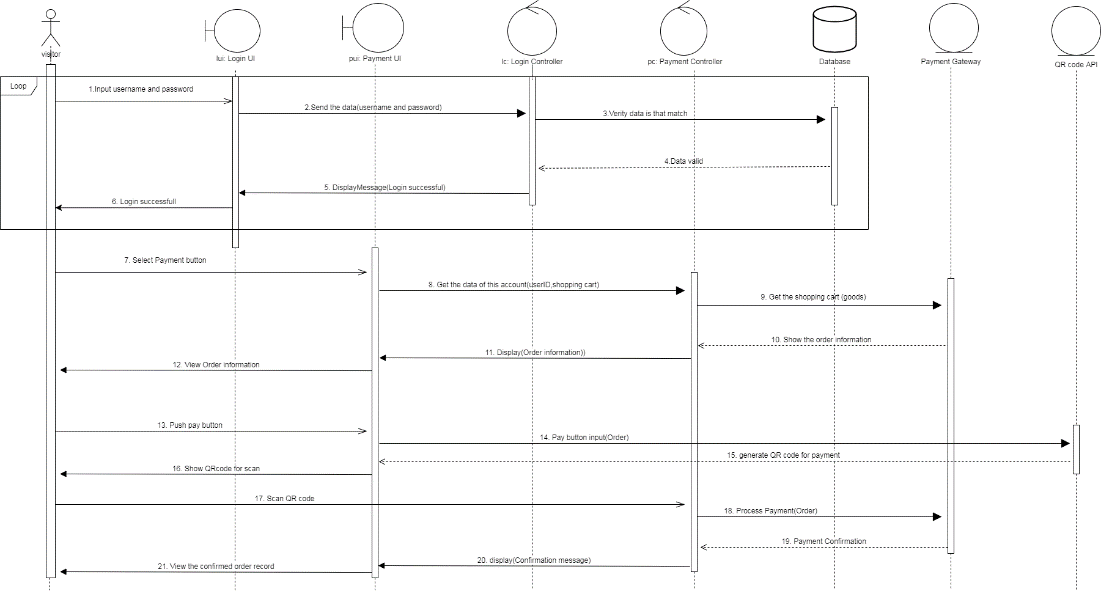 visitor
lui: Login UI
pui: Payment UI
lc: Login Controller
pc: Payment Controller
Database
Payment Gateway
QR code API
Loop
1.Input username and password
2.Send the data(username and password)
3.Verity data is that match
4.Data valid
5. DisplayMessage(Login successful)
6. Login successfull
7. Select Payment button
8. Get the data of this account(userID,shopping cart)
9. Get the shopping cart (goods)
10. Show the order information
11. Display(Order information))
12. View Order information
13. Push pay button
14. Pay button input(Order)
15. generate QR code for payment
16. Show QRcode for scan
17. Scan QR code
18. Process Payment(Order)
19. Payment Confirmation
20. display(Confirmation message)
21. View the confirmed order record